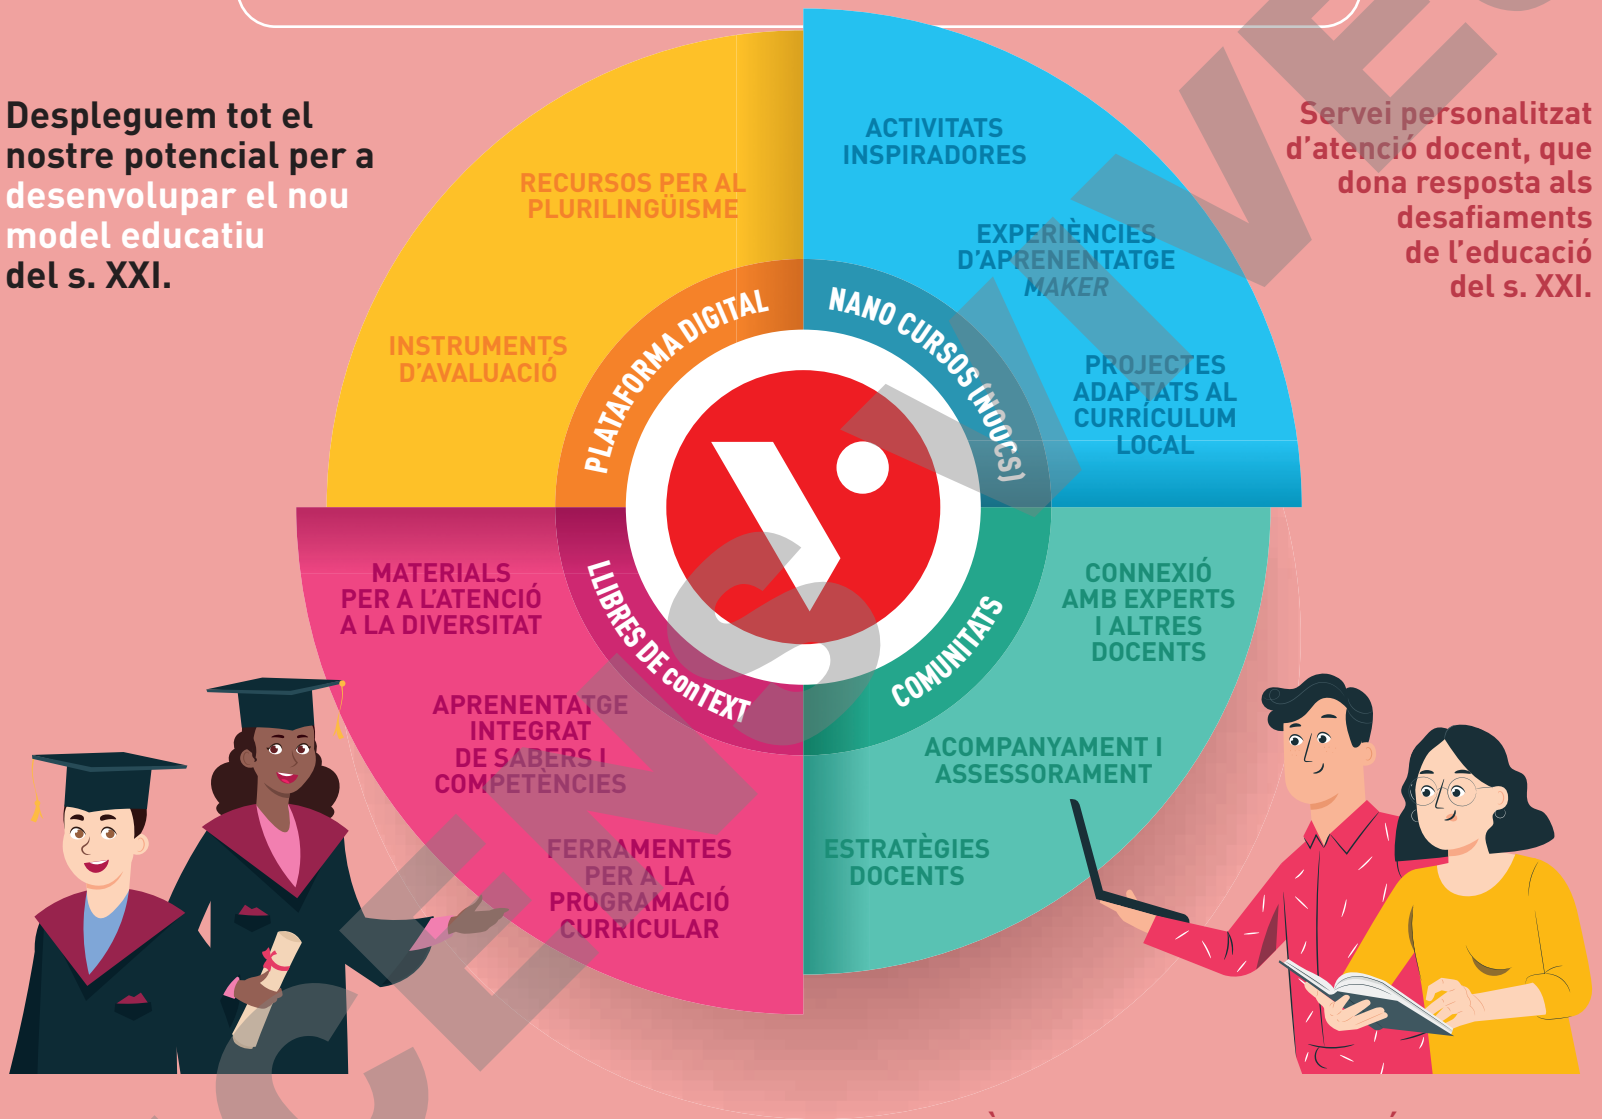 Despleguem tot el
nostre potencial per a
desenvolupar el nou
model educatiu
del s. XXI.
RECURSOS PER AL
PLURILINGÜISME
INSTRUMENTS
D'AVALUACIÓ
PLATAFORMA DIGITAL
ACTIVITATS
INSPIRADORES
EXPERIÈNCIES
D'APRENENTATGE
MAKER
PROJECTES
ADAPTATS AL
CURRÍCULUM
LOCAL
NANO CURSOS (NOOCS)
Servei personalitzat
d'atenció docent, que
dona resposta als
desafiaments
de l'educació
del s. XXI.
MATERIALS
PER A L'ATENCIÓ
A LA DIVERSITAT
APRENENTATGE
INTEGRAT
DE SABERS I
COMPETÈNCIES
FERRAMENTES
PER A LA
PROGRAMACIÓ
CURRICULAR
LLIBRES DE conTEXT
COMUNITATS
CONNEXIÓ
AMB EXPERTS
I ALTRES
DOCENTS
ACOMPANYAMENT I
ASSESSORAMENT
ESTRATÈGIES
DOCENTS